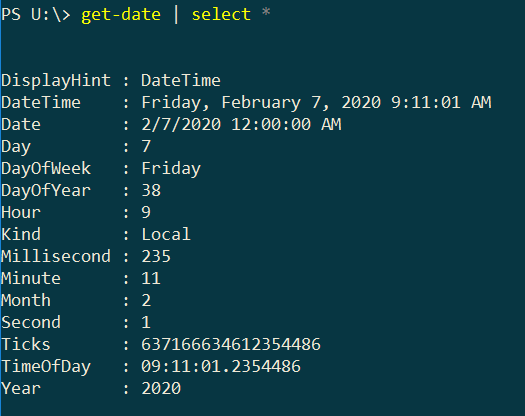 PS U:\> get-date | select *
DisplayHint : DateTime
DateTime    : Friday, February 7, 2020 9:11:01 AM
Date        : 2/7/2020 12:00:00 AM
Day         : 7
DayOfWeek   : Friday
DayOfYear   : 38
Hour        : 9
Kind        : Local
Millisecond : 235
Minute      : 11
Month       : 2
Second      : 1
Ticks       : 637166634612354486
TimeOfDay   : 09:11:01.2354486
Year        : 2020